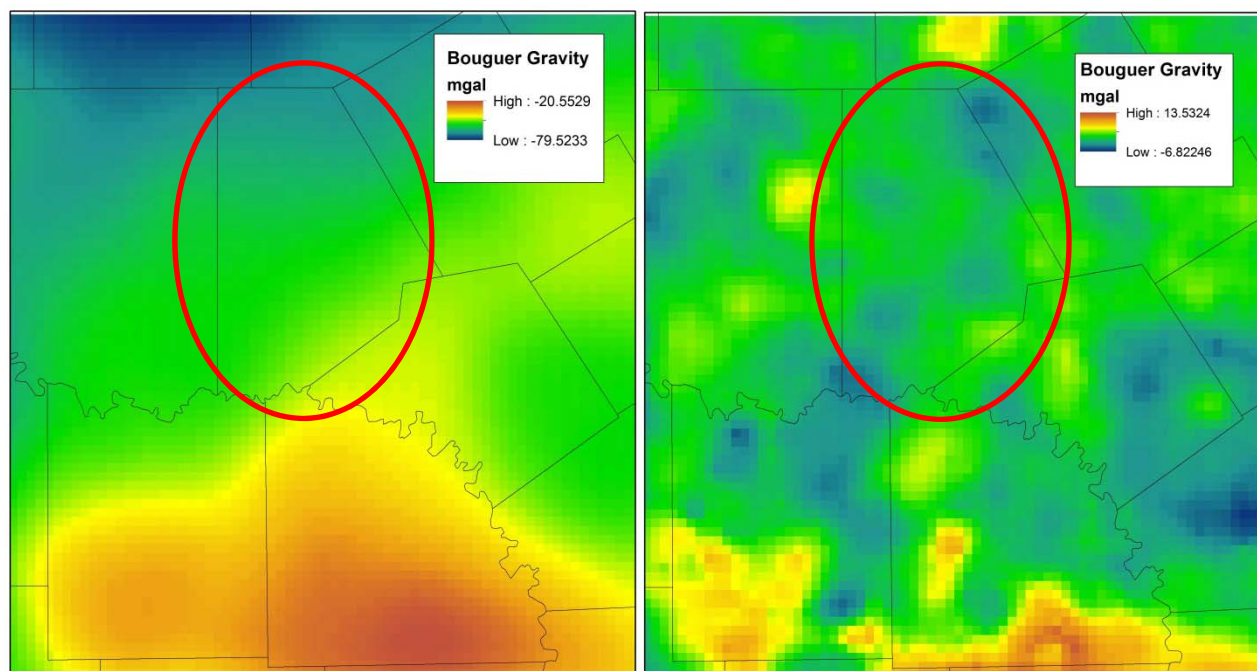 Bouguer Gravity
mgal
High : -20.5529
Low : -79.5233
Bouguer Gravity
mgal
High : 13.5324
Low : -6.82246